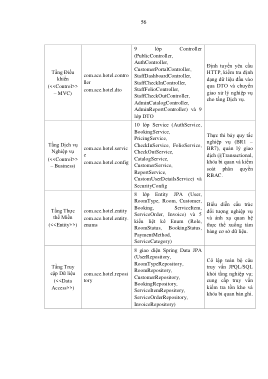 56
Tầng Điều khiển (<<Control>> – MVC)
com.ace.hotel.controller
com.ace.hotel.dto
9 lớp Controller
(PublicController,
AuthController,
CustomerPortalController,
StaffDashboardController,
StaffCheckInController,
StaffFolioController,
StaffCheckOutController,
AdminCatalogController,
AdminReportController) và 9
lớp DTO
Định tuyến yêu cầu
HTTP, kiểm tra định
dạng dữ liệu đầu vào
qua DTO và chuyển
giao xử lý nghiệp vụ
cho tầng Dịch vụ.
Tầng Dịch vụ
Nghiệp vụ
(<<Control>>
– Business)
com.ace.hotel.service
com.ace.hotel.config
10 lớp Service (AuthService,
BookingService,
PricingService,
CheckInService, FolioService,
CheckOutService,
CatalogService,
CustomerService,
ReportService,
CustomUserDetailsService) và
SecurityConfig
Thực thi bảy quy tắc
nghiệp vụ (BR1 –
BR7), quản lý giao
dịch (@Transactional,
khóa bi quan và kiểm
soát phân quyền
RBAC.
Tầng Thực
thể Miền
(<<Entity>>)
com.ace.hotel.entity
com.ace.hotel.entity.enums
8 lớp Entity JPA (User,
RoomType, Room, Customer,
Booking, ServiceItem,
ServiceOrder, Invoice) và 5
kiểu liệt kê Enum (Role,
RoomStatus, BookingStatus,
PaymentMethod,
ServiceCategory)
Biểu diễn cấu trúc
đối tượng nghiệp vụ
và ánh xạ quan hệ
thực thể xuống tám
bảng cơ sở dữ liệu.
Tầng Truy
cập Dữ liệu
(<<Data
Access>>)
com.ace.hotel.repository
8 giao diện Spring Data JPA
(UserRepository,
RoomTypeRepository,
RoomRepository,
CustomerRepository,
BookingRepository,
ServiceItemRepository,
ServiceOrderRepository,
InvoiceRepository)
Cô lập toàn bộ câu
truy vấn JPQL/SQL
khỏi tầng nghiệp vụ;
cung cấp truy vấn
kiểm tra tồn kho và
khóa bi quan bản ghi.